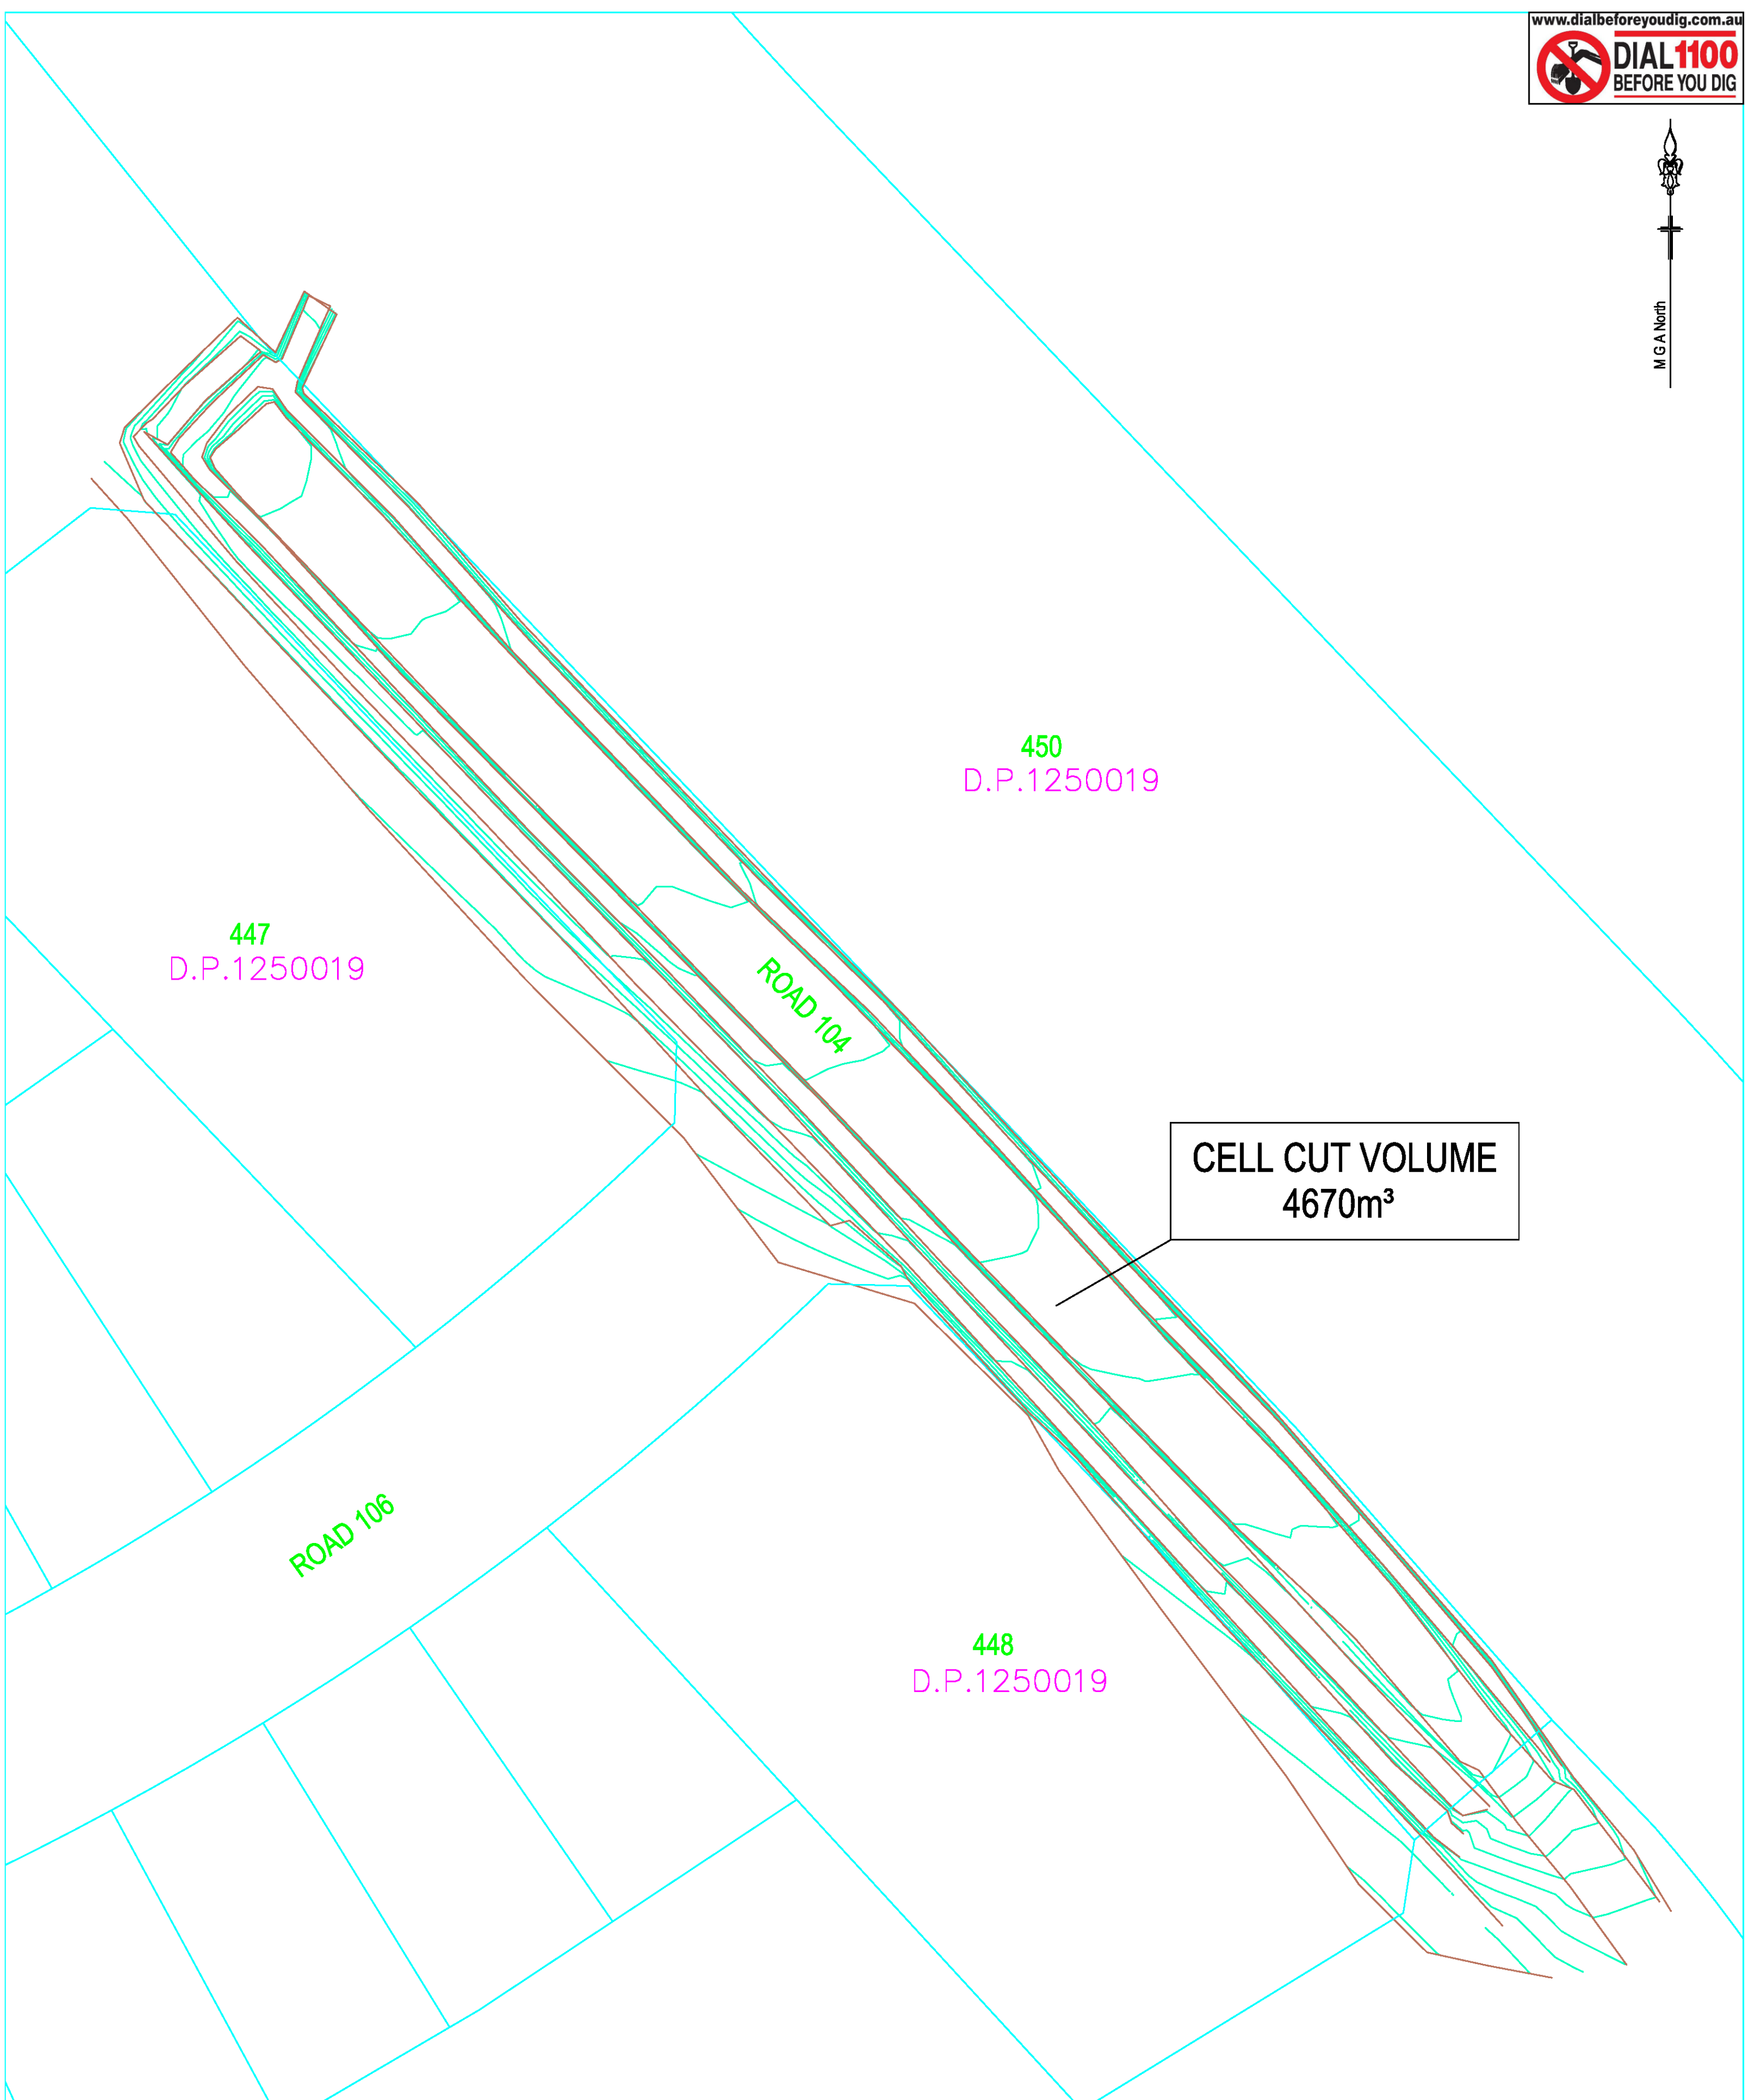 www.dialbeforeyoudig.com.au
DIAL 1100
BEFORE YOU DIG
M G A North
450
D.P.1250019
447
D.P.1250019
ROAD 104
CELL CUT VOLUME
4670m³
ROAD 106
448
D.P.1250019